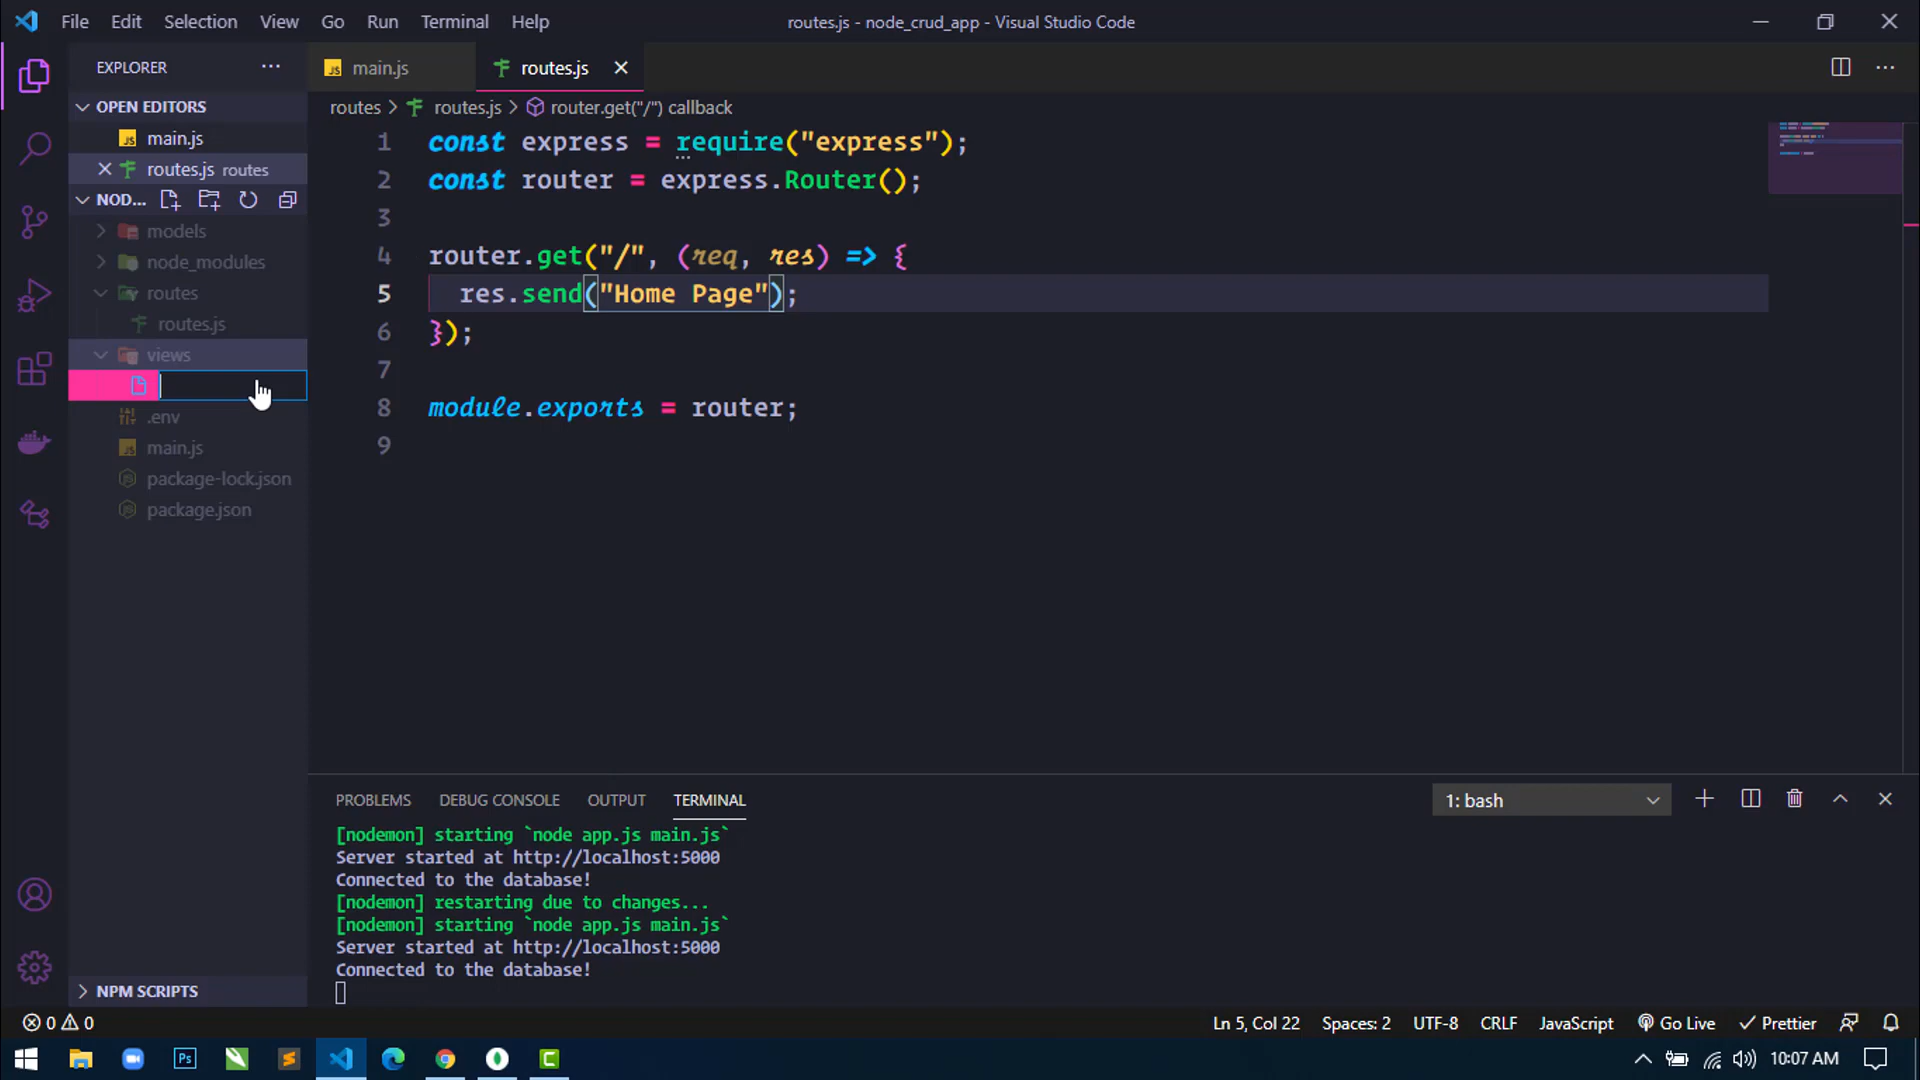 File Edit Selection View Go Run Terminal Help
routes.js - node_crud_app - Visual Studio Code
EXPLORER
JS main.js
routes.js
OPEN EDITORS
JS main.js
routes.js routes
NOD...
models
node_modules
routes
routes.js
views
.env
JS main.js
package-lock.json
package.json
NPM SCRIPTS
routes > routes.js > router.get("/") callback
1 const express = require("express");
2 const router = express.Router();
3
4 router.get("/", (req, res) => {
5 res.send("Home Page");
6 });
7
8 module.exports = router;
9
PROBLEMS DEBUG CONSOLE OUTPUT TERMINAL
1: bash
[nodemon] starting `node app.js main.js`
Server started at http://localhost:5000
Connected to the database!
[nodemon] restarting due to changes...
[nodemon] starting `node app.js main.js`
Server started at http://localhost:5000
Connected to the database!
0 0
Ln 5, Col 22 Spaces: 2 UTF-8 CRLF JavaScript Go Live Prettier
Ps
C
10:07 AM